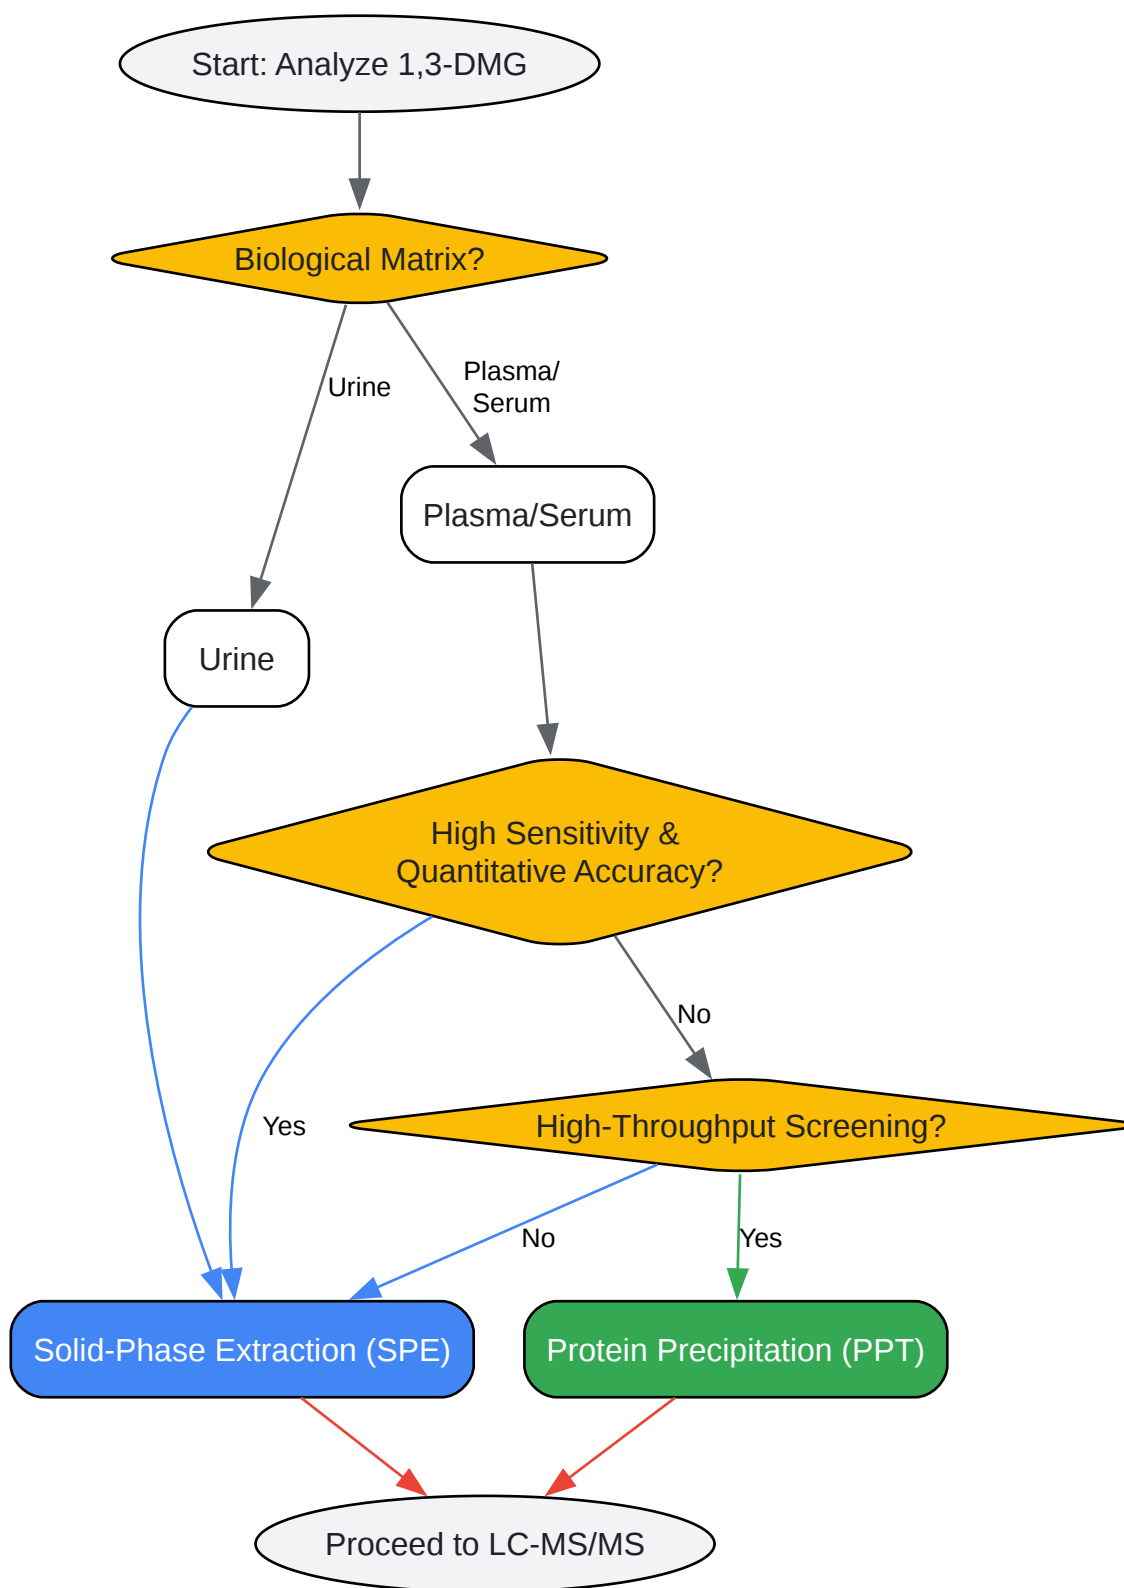 Start: Analyze 1,3-DMG
Biological Matrix?
Urine
Plasma/
Serum
Plasma/Serum
Urine
High Sensitivity &
Quantitative Accuracy?
No
Yes
High-Throughput Screening?
No
Yes
Solid-Phase Extraction (SPE)
Protein Precipitation (PPT)
Proceed to LC-MS/MS